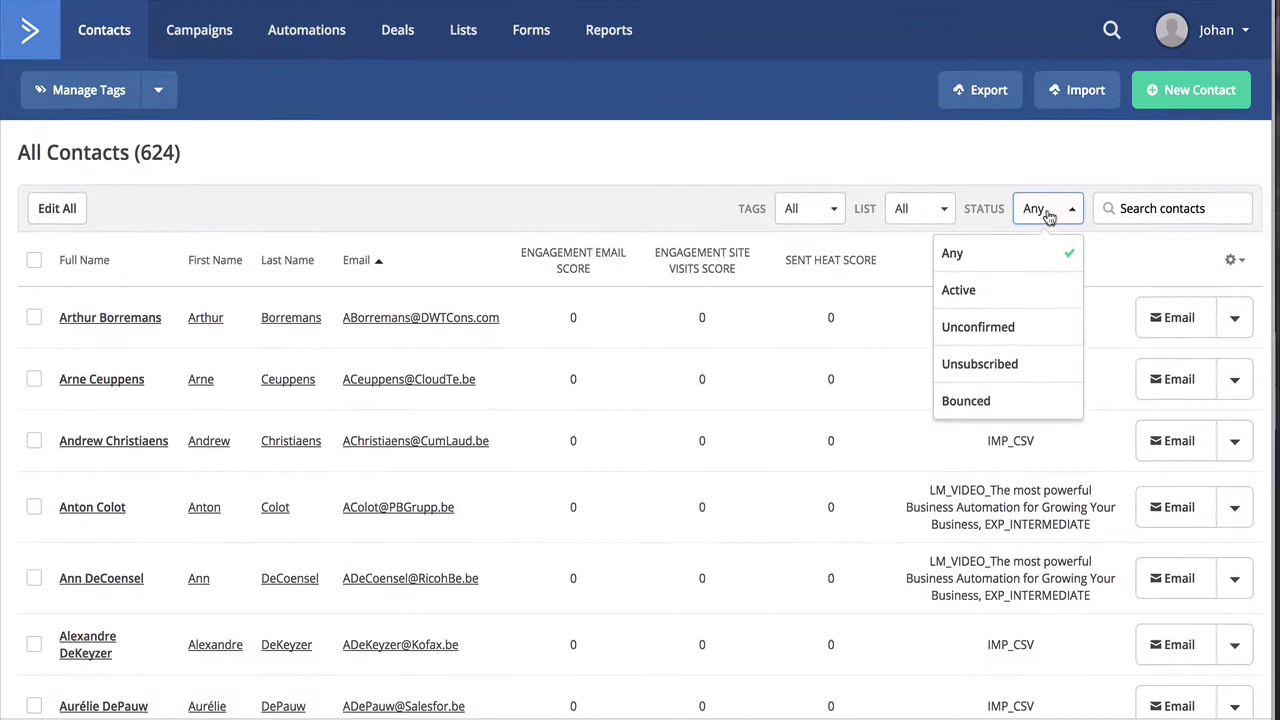 Contacts Campaigns Automations Deals Lists Forms Reports Johan
Manage Tags Export Import New Contact
All Contacts (624)
Edit All TAGS All LIST All STATUS Any Search contacts
Full Name First Name Last Name Email ENGAGEMENT EMAIL SCORE ENGAGEMENT SITE VISITS SCORE SENT HEAT SCORE
Any
Active
Unconfirmed
Unsubscribed
Bounced
Arthur Borremans Arthur Borremans ABorremans@DWTCons.com 0 0 0 Email
Arne Ceuppens Arne Ceuppens ACeuppens@CloudTe.be 0 0 0 Email
Andrew Christiaens Andrew Christiaens AChristiaens@CumLaud.be 0 0 0 IMP_CSV Email
Anton Colot Anton Colot AColot@PBGrupp.be 0 0 0 LM_VIDEO_The most powerful
Business Automation for Growing Your
Business, EXP_INTERMEDIATE Email
Ann DeCoensel Ann DeCoensel ADeCoensel@RicohBe.be 0 0 0 LM_VIDEO_The most powerful
Business Automation for Growing Your
Business, EXP_INTERMEDIATE Email
Alexandre
DeKeyzer Alexandre DeKeyzer ADeKeyzer@Kofax.be 0 0 0 IMP_CSV Email
Aurélie DePauw Aurélie DePauw ADePauw@Salesfor.be 0 0 0 IMP_CSV Email